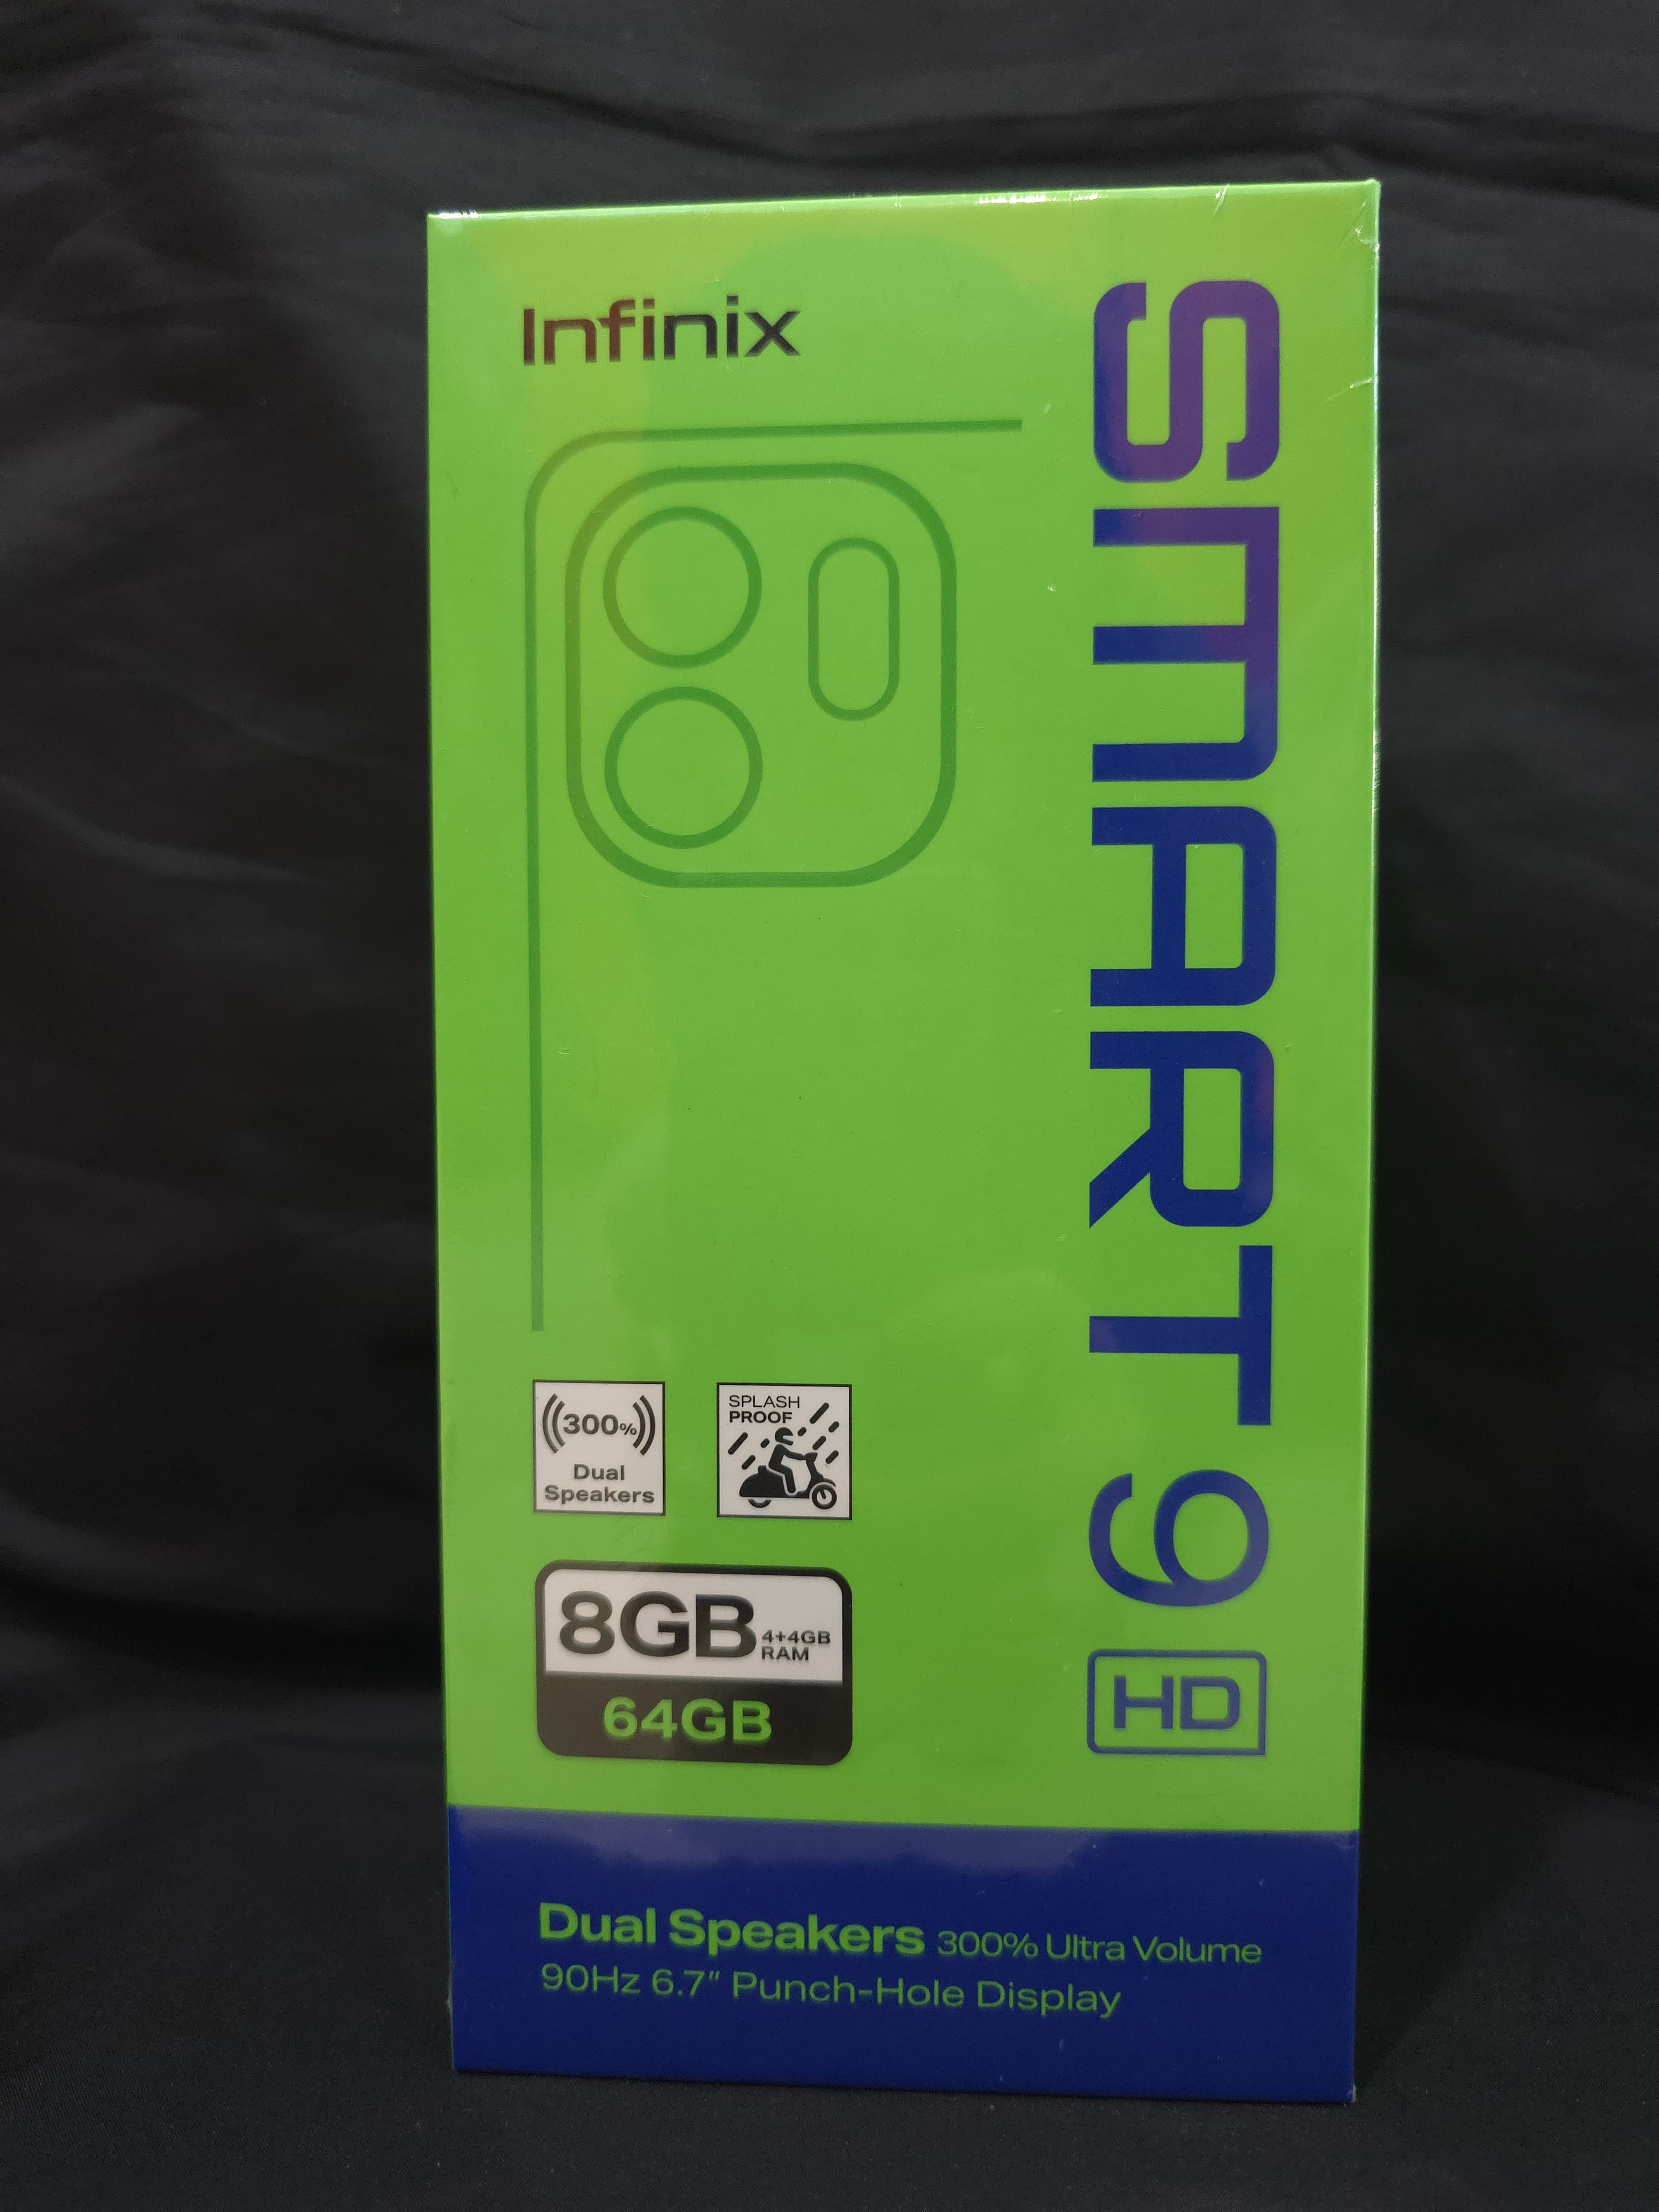 Infinix
SMART 9 HD
((300%))
Dual
Speakers
SPLASH
PROOF
8GB 4+4GB
RAM
64GB
Dual Speakers 300% Ultra Volume
90Hz 6.7" Punch-Hole Display